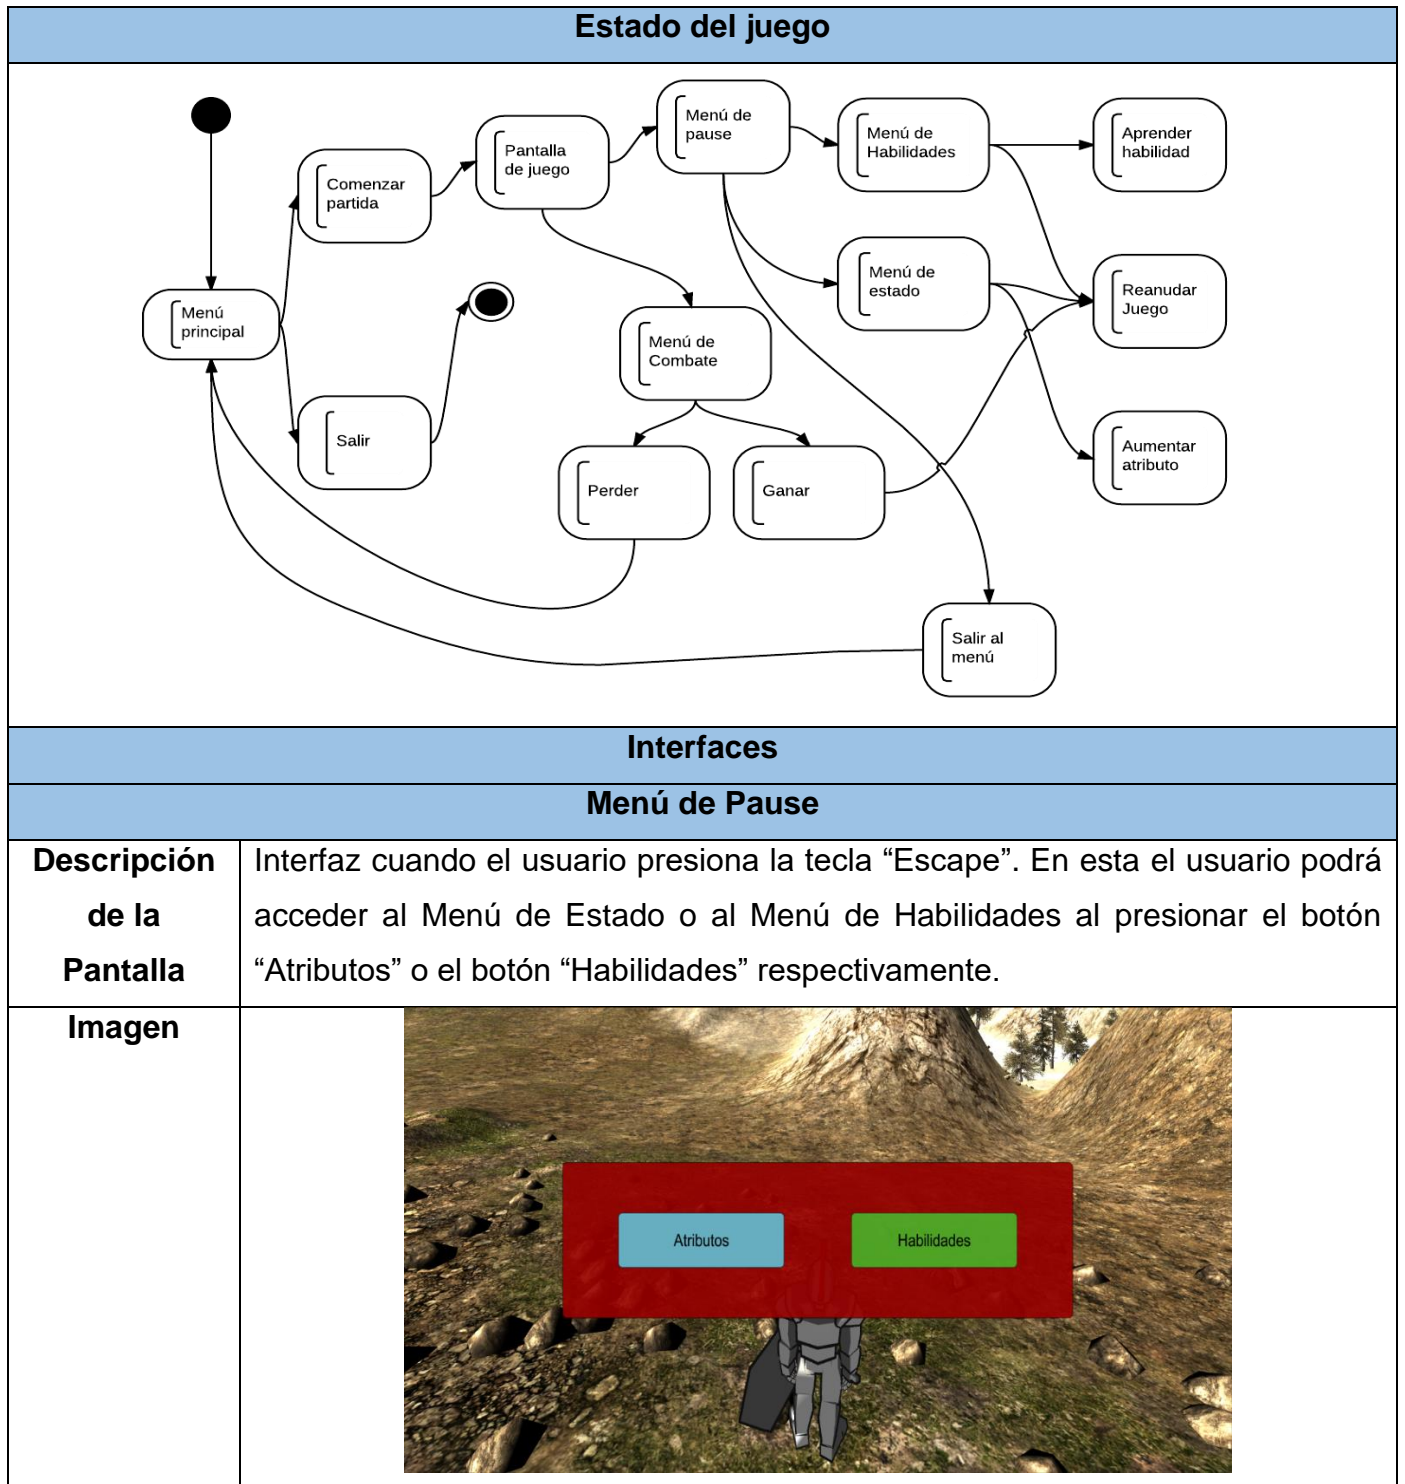 Estado del juego
Menú de
pause
Menú de
Habilidades
Aprender
habilidad
Pantalla
de juego
Comenzar
partida
Menú de
estado
Reanudar
Juego
Menú
principal
Menú de
Combate
Salir
Aumentar
atributo
Perder
Ganar
Salir al
menú
Interfaces
Menú de Pause
Descripción
de la
Pantalla
Interfaz cuando el usuario presiona la tecla “Escape”. En esta el usuario podrá
acceder al Menú de Estado o al Menú de Habilidades al presionar el botón
“Atributos” o el botón “Habilidades” respectivamente.
Imagen
Atributos
Habilidades